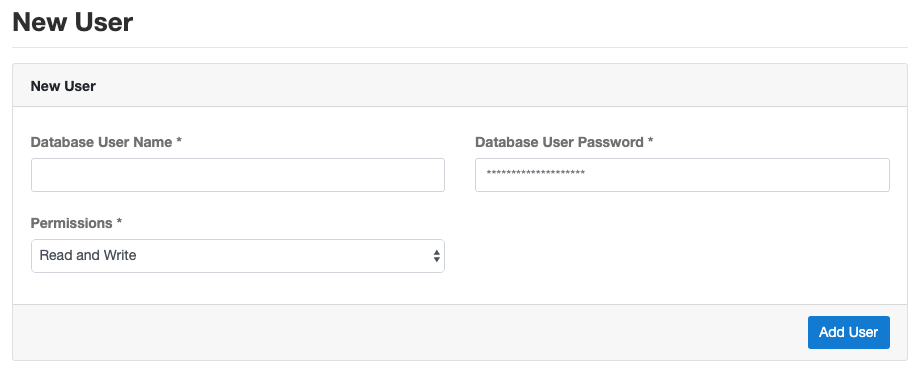 New User
New User
Database User Name *
Database User Password *
********************
Permissions *
Read and Write
Add User